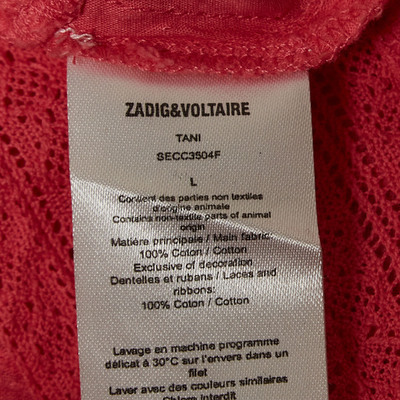 ZADIG&VOLTAIRE
TANI
SECC3504F
L
Contient des parties non textiles
d'origine animale
Contains non-textile parts of animal
origin
Matière principale / Main fabric:
100% Coton / Cotton
Exclusive of decoration
Dentelles et rubans / Laces and
ribbons:
100% Coton / Cotton
Lavage en machine programme
délicat à 30°C sur l'envers dans un
filet
Laver avec des couleurs similaires
Chlore interdit